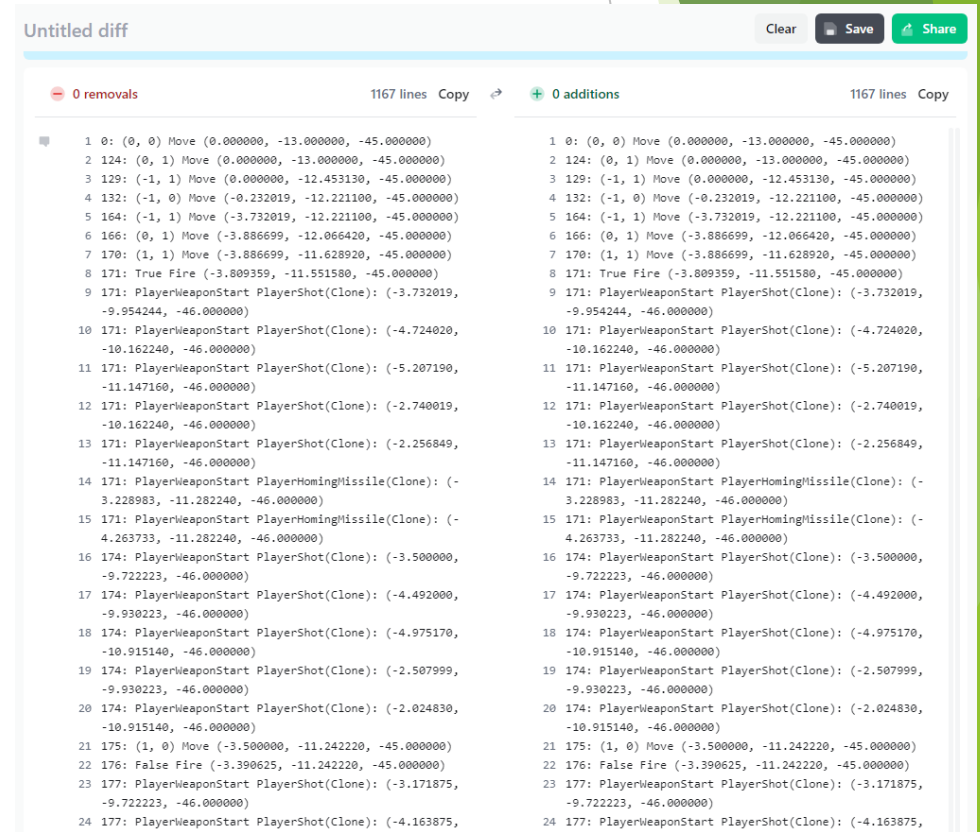 Untitled diff
Clear Save Share
0 removals 1167 lines Copy
0 additions 1167 lines Copy
1 0: (0, 0) Move (0.000000, -13.000000, -45.000000)
2 124: (0, 1) Move (0.000000, -13.000000, -45.000000)
3 129: (-1, 1) Move (0.000000, -12.453130, -45.000000)
4 132: (-1, 0) Move (-0.232019, -12.221100, -45.000000)
5 164: (-1, 1) Move (-3.732019, -12.221100, -45.000000)
6 166: (0, 1) Move (-3.886699, -12.066420, -45.000000)
7 170: (1, 1) Move (-3.886699, -11.628920, -45.000000)
8 171: True Fire (-3.809359, -11.551580, -45.000000)
9 171: PlayerWeaponStart PlayerShot(Clone): (-3.732019,
-9.954244, -46.000000)
10 171: PlayerWeaponStart PlayerShot(Clone): (-4.724020,
-10.162240, -46.000000)
11 171: PlayerWeaponStart PlayerShot(Clone): (-5.207190,
-11.147160, -46.000000)
12 171: PlayerWeaponStart PlayerShot(Clone): (-2.740019,
-10.162240, -46.000000)
13 171: PlayerWeaponStart PlayerShot(Clone): (-2.256849,
-11.147160, -46.000000)
14 171: PlayerWeaponStart PlayerHomingMissile(Clone): (-
3.228983, -11.282240, -46.000000)
15 171: PlayerWeaponStart PlayerHomingMissile(Clone): (-
4.263733, -11.282240, -46.000000)
16 174: PlayerWeaponStart PlayerShot(Clone): (-3.500000,
-9.722223, -46.000000)
17 174: PlayerWeaponStart PlayerShot(Clone): (-4.492000,
-9.930223, -46.000000)
18 174: PlayerWeaponStart PlayerShot(Clone): (-4.975170,
-10.915140, -46.000000)
19 174: PlayerWeaponStart PlayerShot(Clone): (-2.507999,
-9.930223, -46.000000)
20 174: PlayerWeaponStart PlayerShot(Clone): (-2.024830,
-10.915140, -46.000000)
21 175: (1, 0) Move (-3.500000, -11.242220, -45.000000)
22 176: False Fire (-3.390625, -11.242220, -45.000000)
23 177: PlayerWeaponStart PlayerShot(Clone): (-3.171875,
-9.722223, -46.000000)
24 177: PlayerWeaponStart PlayerShot(Clone): (-4.163875,
1 0: (0, 0) Move (0.000000, -13.000000, -45.000000)
2 124: (0, 1) Move (0.000000, -13.000000, -45.000000)
3 129: (-1, 1) Move (0.000000, -12.453130, -45.000000)
4 132: (-1, 0) Move (-0.232019, -12.221100, -45.000000)
5 164: (-1, 1) Move (-3.732019, -12.221100, -45.000000)
6 166: (0, 1) Move (-3.886699, -12.066420, -45.000000)
7 170: (1, 1) Move (-3.886699, -11.628920, -45.000000)
8 171: True Fire (-3.809359, -11.551580, -45.000000)
9 171: PlayerWeaponStart PlayerShot(Clone): (-3.732019,
-9.954244, -46.000000)
10 171: PlayerWeaponStart PlayerShot(Clone): (-4.724020,
-10.162240, -46.000000)
11 171: PlayerWeaponStart PlayerShot(Clone): (-5.207190,
-11.147160, -46.000000)
12 171: PlayerWeaponStart PlayerShot(Clone): (-2.740019,
-10.162240, -46.000000)
13 171: PlayerWeaponStart PlayerShot(Clone): (-2.256849,
-11.147160, -46.000000)
14 171: PlayerWeaponStart PlayerHomingMissile(Clone): (-
3.228983, -11.282240, -46.000000)
15 171: PlayerWeaponStart PlayerHomingMissile(Clone): (-
4.263733, -11.282240, -46.000000)
16 174: PlayerWeaponStart PlayerShot(Clone): (-3.500000,
-9.722223, -46.000000)
17 174: PlayerWeaponStart PlayerShot(Clone): (-4.492000,
-9.930223, -46.000000)
18 174: PlayerWeaponStart PlayerShot(Clone): (-4.975170,
-10.915140, -46.000000)
19 174: PlayerWeaponStart PlayerShot(Clone): (-2.507999,
-9.930223, -46.000000)
20 174: PlayerWeaponStart PlayerShot(Clone): (-2.024830,
-10.915140, -46.000000)
21 175: (1, 0) Move (-3.500000, -11.242220, -45.000000)
22 176: False Fire (-3.390625, -11.242220, -45.000000)
23 177: PlayerWeaponStart PlayerShot(Clone): (-3.171875,
-9.722223, -46.000000)
24 177: PlayerWeaponStart PlayerShot(Clone): (-4.163875,